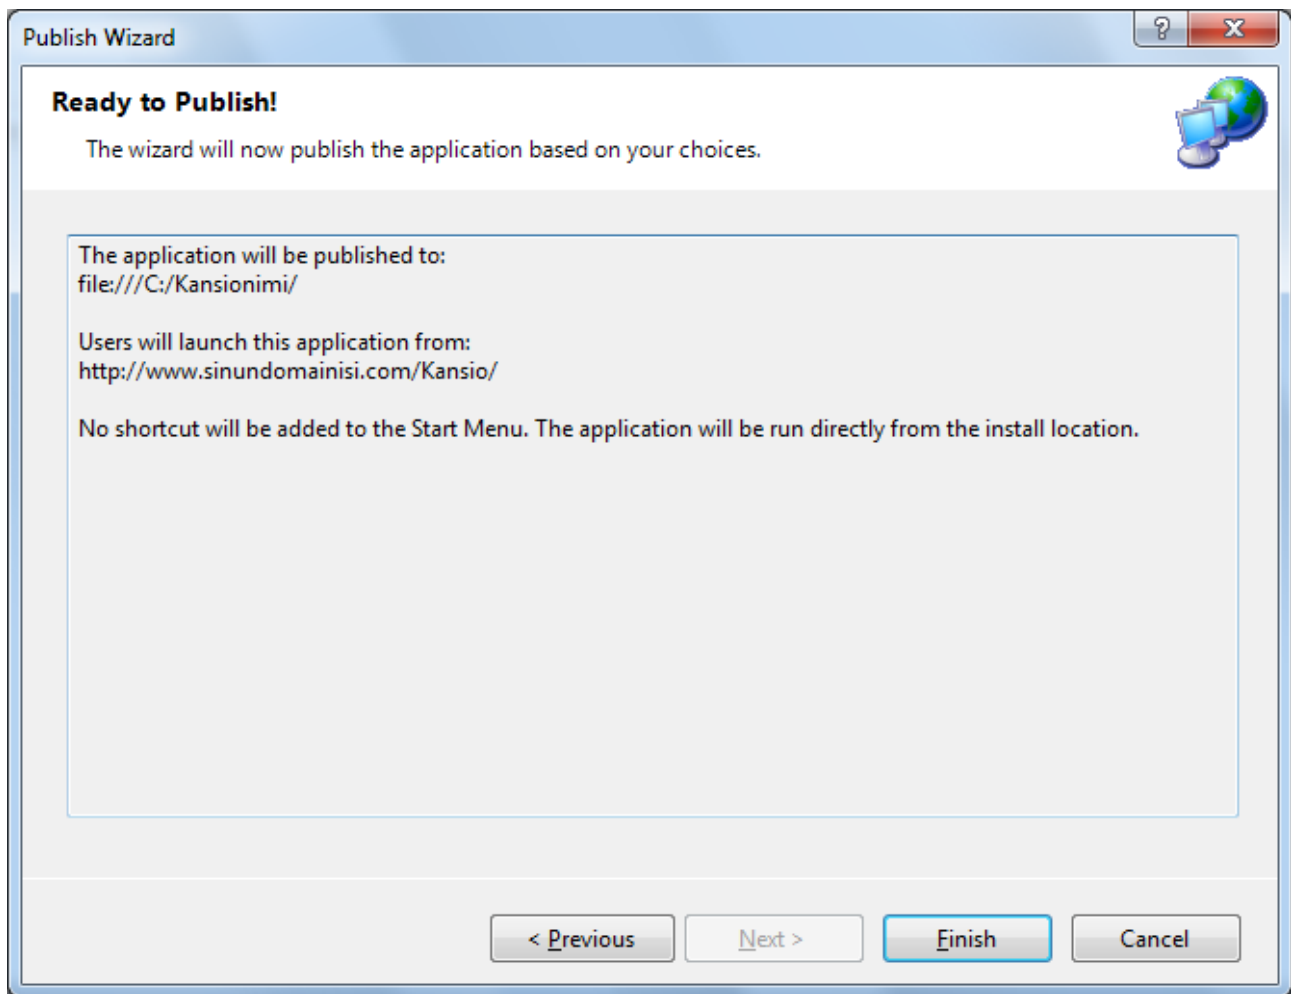 Publish Wizard
?
X
Ready to Publish!
The wizard will now publish the application based on your choices.
The application will be published to:
file:///C:/Kansionimi/
Users will launch this application from:
http://www.sinundomainisi.com/Kansio/
No shortcut will be added to the Start Menu. The application will be run directly from the install location.
< Previous
Next >
Finish
Cancel